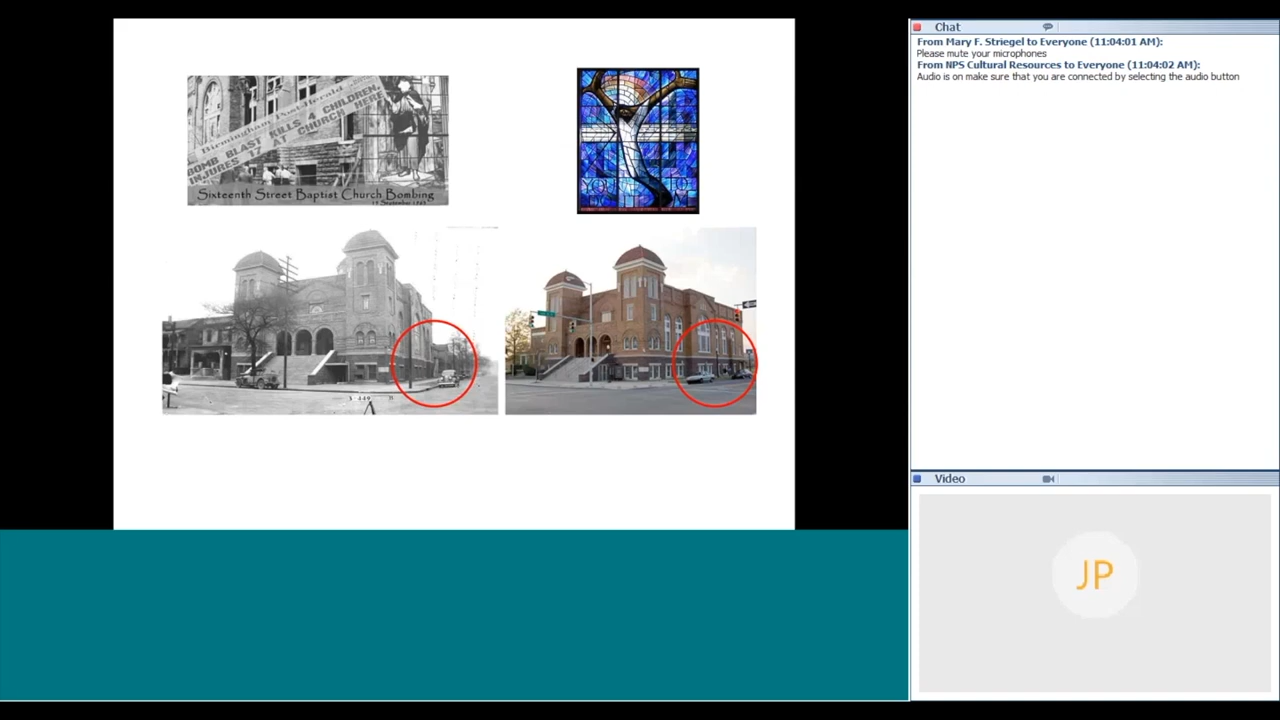 Birmingham Post-Herald
BOMB BLAST KILLS 4 CHILDREN,
INJURES 17 CHURCH HERE
Sixteenth Street Baptist Church Bombing
Chat
From Mary F. Striegel to Everyone (11:04:01 AM):
Please mute your microphones
From NPS Cultural Resources to Everyone (11:04:02 AM):
Audio is on make sure that you are connected by selecting the audio button
Video
JP